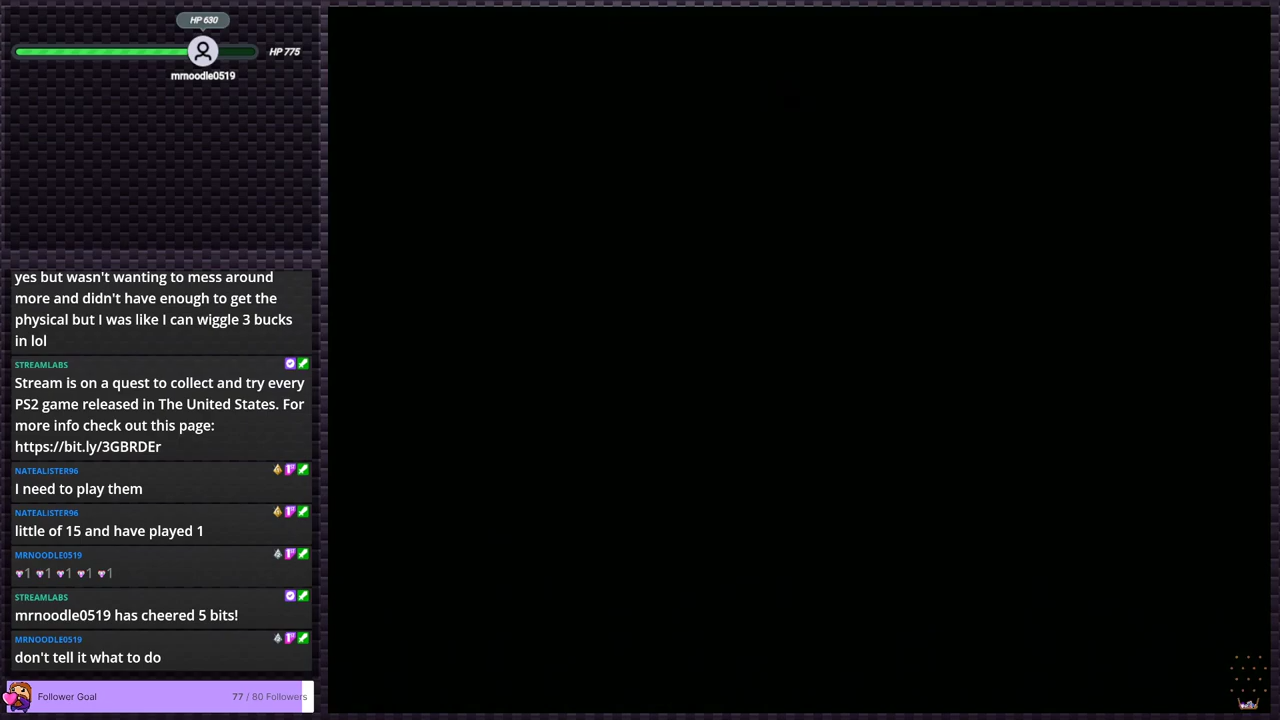 HP 630
HP 775
mrnoodle0519
yes but wasn't wanting to mess around
more and didn't have enough to get the
physical but I was like I can wiggle 3 bucks
in lol
STREAMLABS
Stream is on a quest to collect and try every
PS2 game released in The United States. For
more info check out this page:
https://bit.ly/3GBRDEr
NATEALISTER96
I need to play them
NATEALISTER96
little of 15 and have played 1
MRNOODLE0519
1 1 1 1 1
STREAMLABS
mrnoodle0519 has cheered 5 bits!
MRNOODLE0519
don't tell it what to do
Follower Goal 77 / 80 Followers